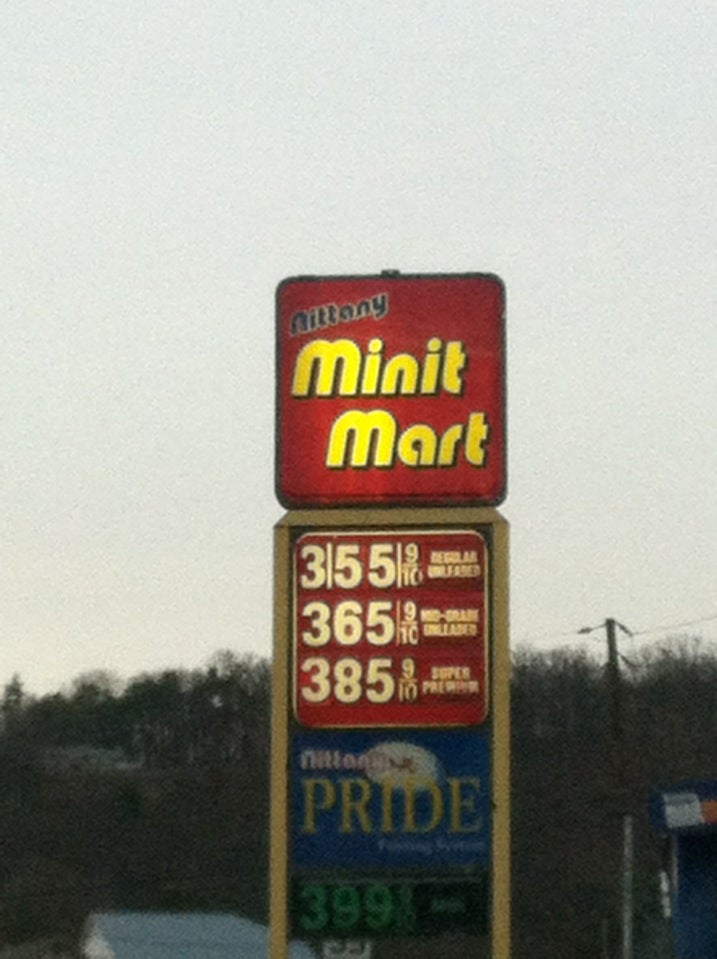 Nittany
Minit
Mart
355 9/10 REGULAR UNLEADED
365 9/10 MID-GRADE UNLEADED
385 9/10 SUPER PREMIUM
Nittany
PRIDE
399